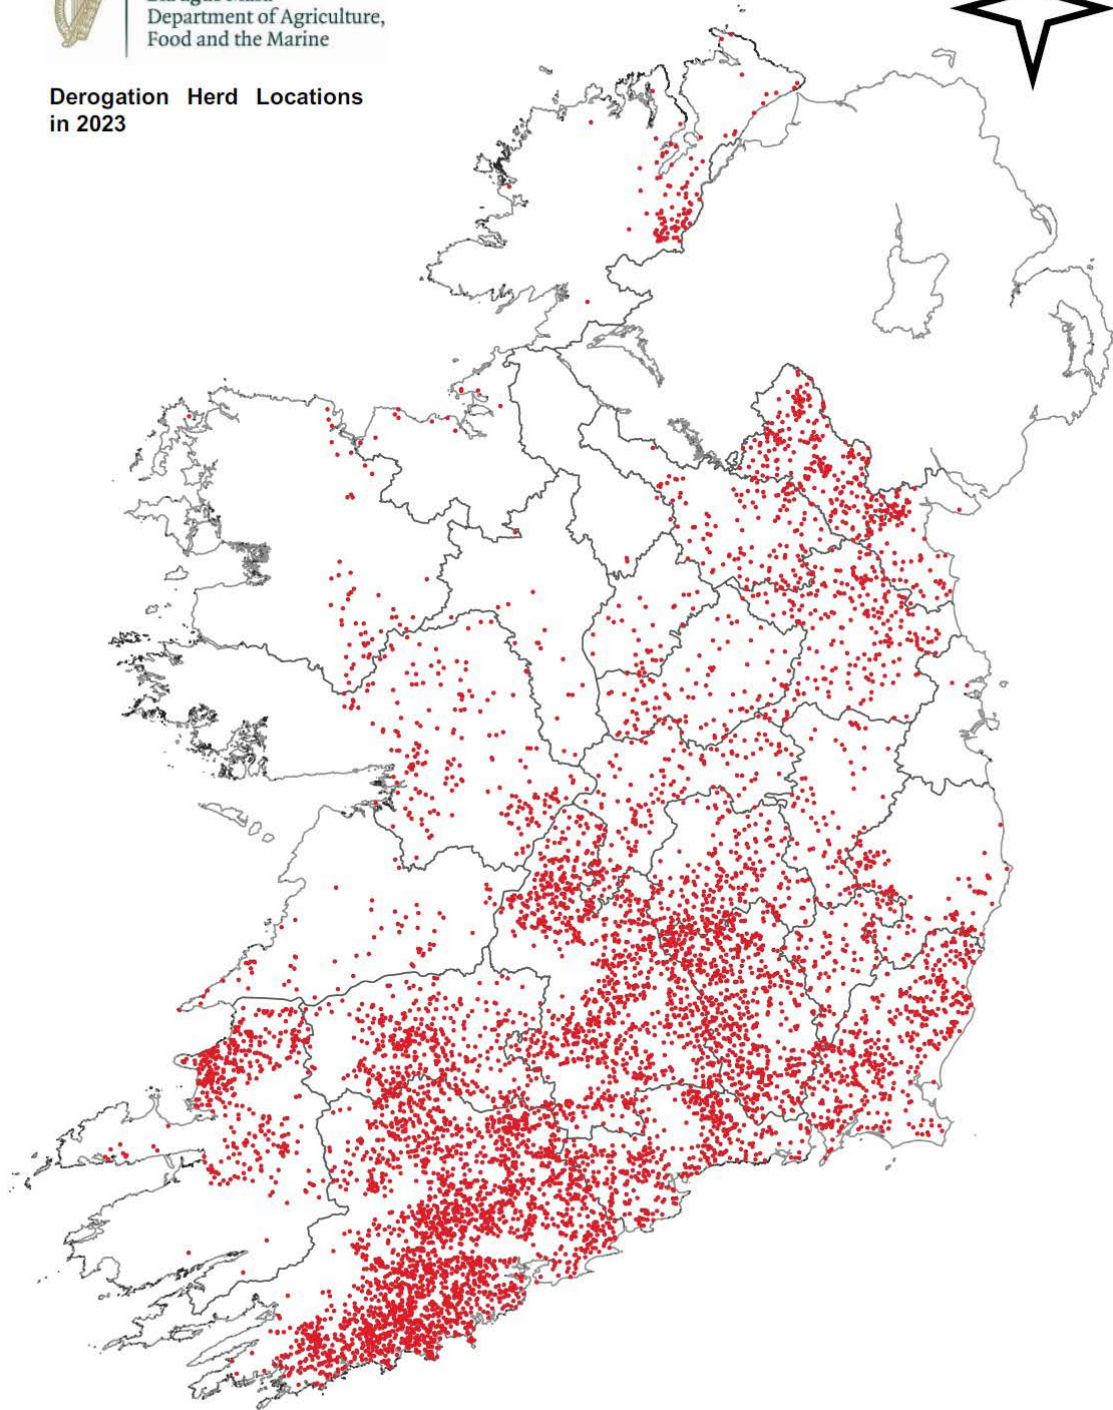 Department of Agriculture,
Food and the Marine
Derogation Herd Locations
in 2023